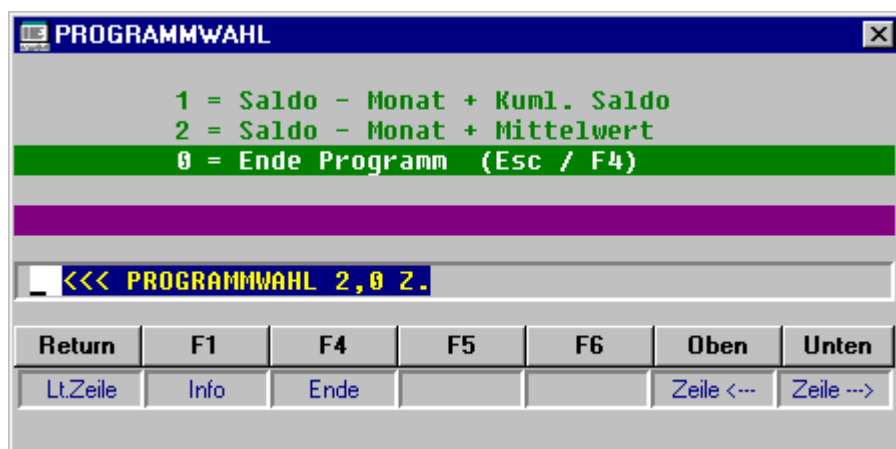 PROGRAMMWAHL
1 = Saldo - Monat + Kuml. Saldo
2 = Saldo - Monat + Mittelwert
0 = Ende Programm (Esc / F4)
_ <<< PROGRAMMWAHL 2,0 Z.
Return F1 F4 F5 F6 Oben Unten
Lt.Zeile Info Ende Zeile <--- Zeile --->